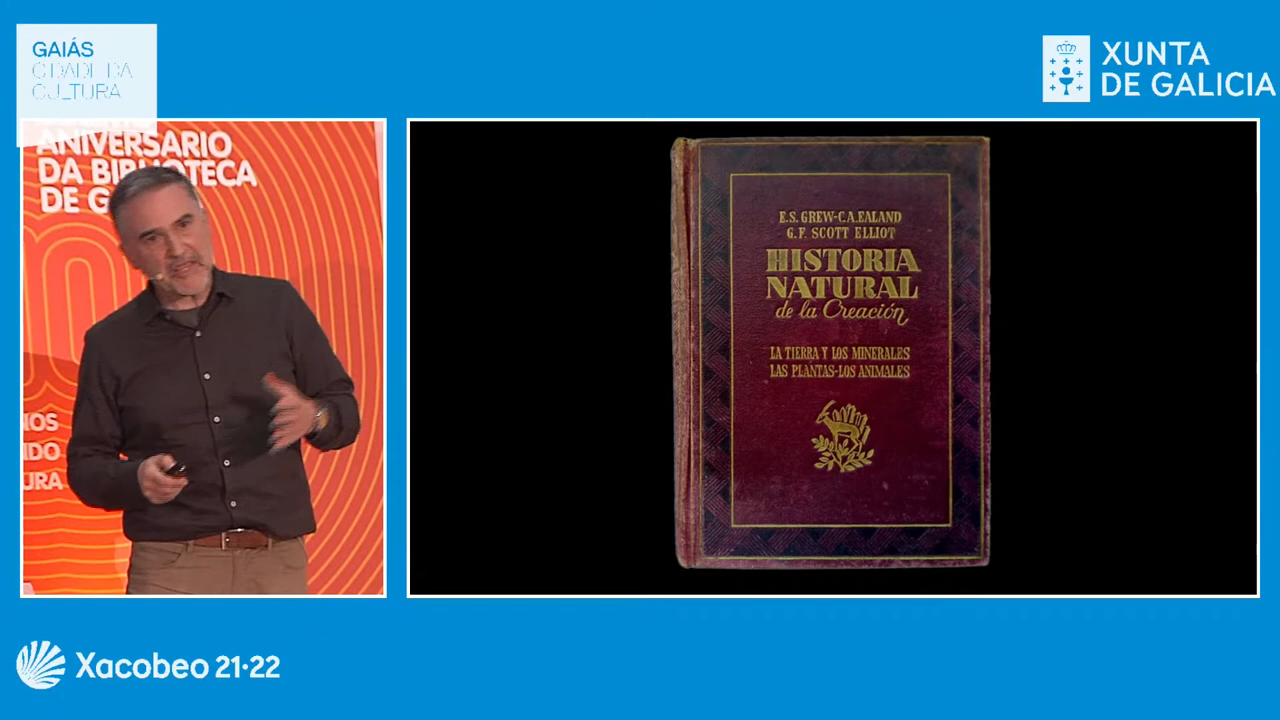 GAIÁS
CIDADE DA
CULTURA
XUNTA
DE GALICIA
ANIVERSARIO
DA BIBLIOTECA
DE G
NOS
IDO
URA
E.S. GREW-C.A.EALAND
G.F. SCOTT ELLIOT
HISTORIA
NATURAL
de la Creación
LA TIERRA Y LOS MINERALES
LAS PLANTAS-LOS ANIMALES
Xacobeo 21·22